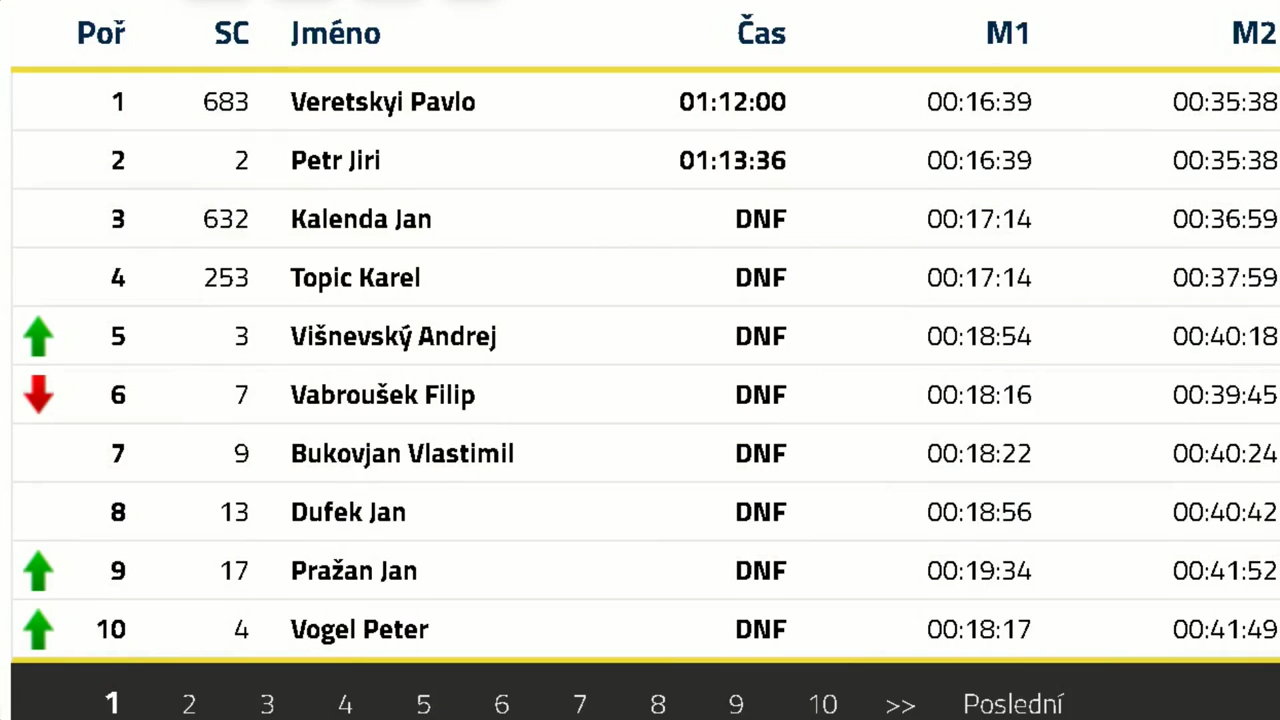 Poř SC Jméno Čas M1 M2
1 683 Veretskyi Pavlo 01:12:00 00:16:39 00:35:38
2 2 Petr Jiri 01:13:36 00:16:39 00:35:38
3 632 Kalenda Jan DNF 00:17:14 00:36:59
4 253 Topic Karel DNF 00:17:14 00:37:59
5 3 Višnevský Andrej DNF 00:18:54 00:40:18
6 7 Vabroušek Filip DNF 00:18:16 00:39:45
7 9 Bukovjan Vlastimil DNF 00:18:22 00:40:24
8 13 Dufek Jan DNF 00:18:56 00:40:42
9 17 Pražan Jan DNF 00:19:34 00:41:52
10 4 Vogel Peter DNF 00:18:17 00:41:49
1 2 3 4 5 6 7 8 9 10 >> Poslední